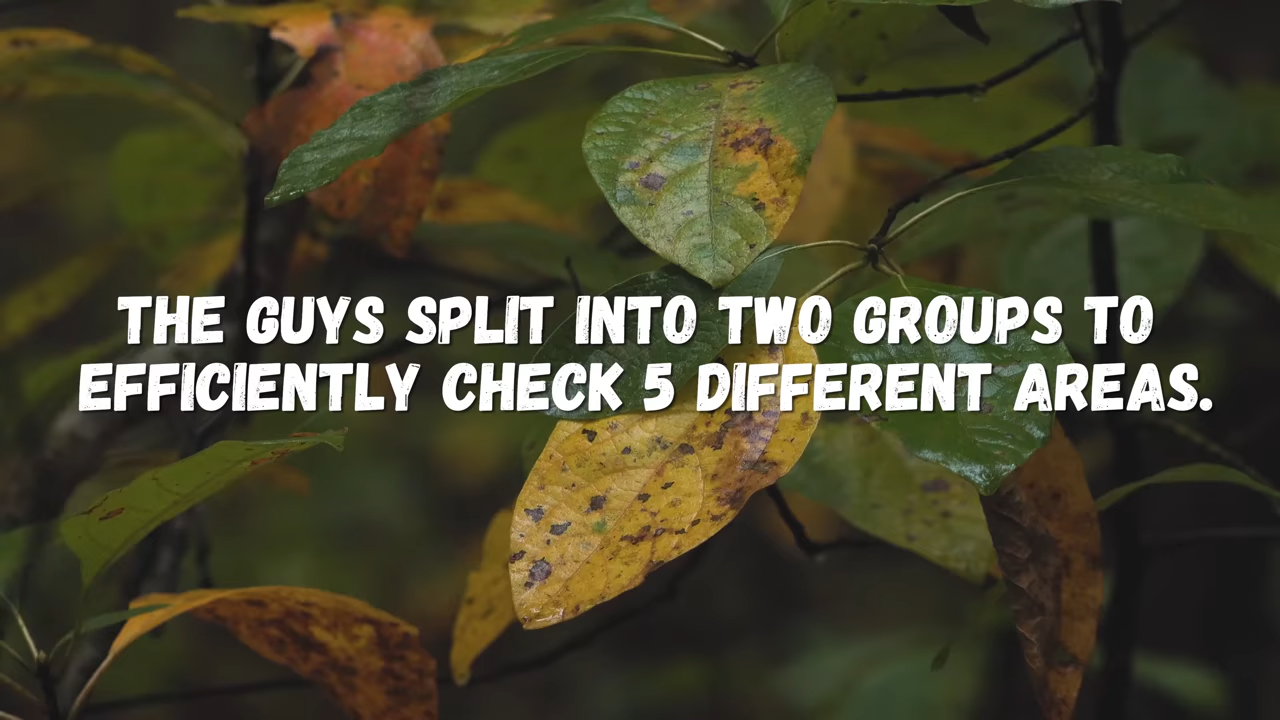 THE GUYS SPLIT INTO TWO GROUPS TO
EFFICIENTLY CHECK 5 DIFFERENT AREAS.